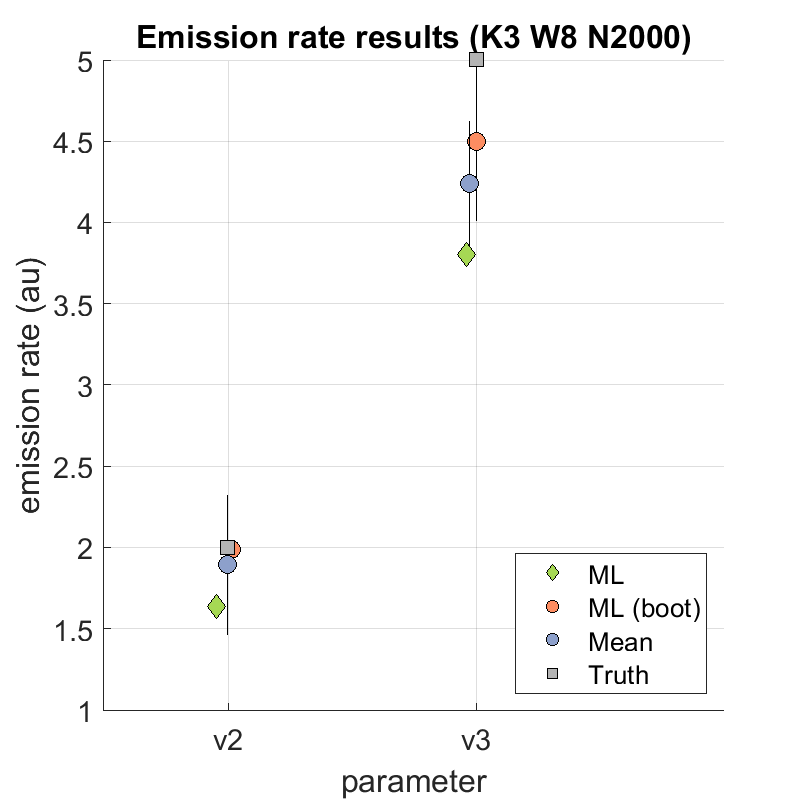 Emission rate results (K3 W8 N2000)
5
4.5
4
3.5
3
2.5
2
1.5
1
emission rate (au)
v2
v3
parameter
ML
ML (boot)
Mean
Truth